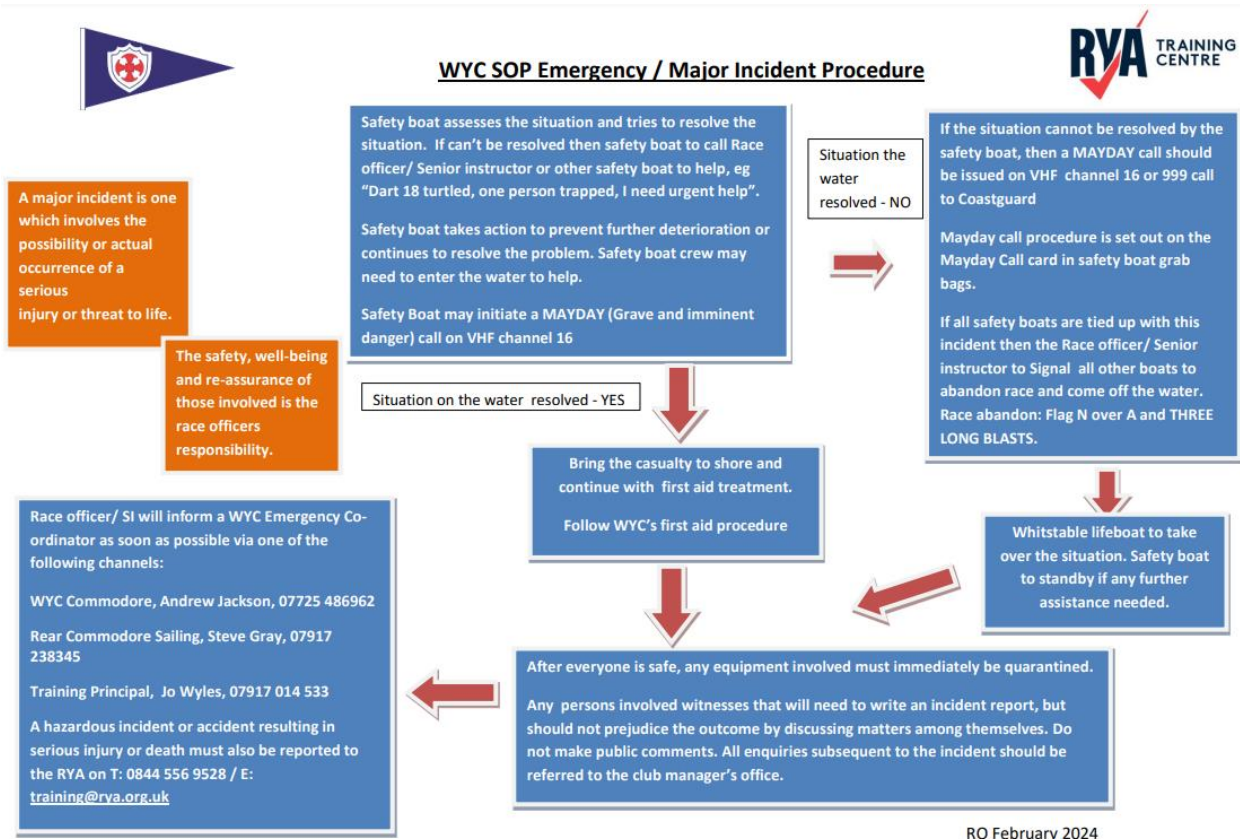 WYC SOP Emergency / Major Incident Procedure
RYA TRAINING
CENTRE
A major incident is one
which involves the
possibility or actual
occurrence of a
serious
injury or threat to life.
The safety, well-being
and re-assurance of
those involved is the
race officers
responsibility.
Safety boat assesses the situation and tries to resolve the
situation. If can't be resolved then safety boat to call Race
officer/ Senior instructor or other safety boat to help, eg
"Dart 18 turtled, one person trapped, I need urgent help".
Safety boat takes action to prevent further deterioration or
continues to resolve the problem. Safety boat crew may
need to enter the water to help.
Safety Boat may initiate a MAYDAY (Grave and imminent
danger) call on VHF channel 16
Situation the
water
resolved - NO
If the situation cannot be resolved by the
safety boat, then a MAYDAY call should
be issued on VHF channel 16 or 999 call
to Coastguard
Mayday call procedure is set out on the
Mayday Call card in safety boat grab
bags.
If all safety boats are tied up with this
incident then the Race officer/ Senior
instructor to Signal all other boats to
abandon race and come off the water.
Race abandon: Flag N over A and THREE
LONG BLASTS.
Situation on the water resolved - YES
Bring the casualty to shore and
continue with first aid treatment.
Follow WYC's first aid procedure
Whitstable lifeboat to take
over the situation. Safety boat
to standby if any further
assistance needed.
After everyone is safe, any equipment involved must immediately be quarantined.
Any persons involved witnesses that will need to write an incident report, but
should not prejudice the outcome by discussing matters among themselves. Do
not make public comments. All enquiries subsequent to the incident should be
referred to the club manager's office.
Race officer/ SI will inform a WYC Emergency Co-
ordinator as soon as possible via one of the
following channels:
WYC Commodore, Andrew Jackson, 07725 486962
Rear Commodore Sailing, Steve Gray, 07917
238345
Training Principal, Jo Wyles, 07917 014 533
A hazardous incident or accident resulting in
serious injury or death must also be reported to
the RYA on T: 0844 556 9528 / E:
training@rya.org.uk
RO February 2024